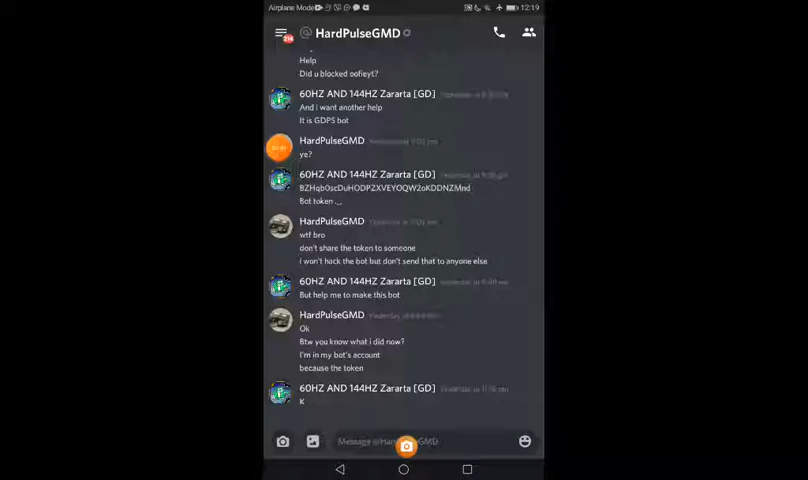 Airplane Mode
12:19
214
@ HardPulseGMD
Help
Did u blocked oofieyt?
60HZ AND 144HZ Zararta [GD]
And i want another help
It is GDPS bot
HardPulseGMD
ye?
60HZ AND 144HZ Zararta [GD]
Bot token ._.
HardPulseGMD
wtf bro
don't share the token to someone
i won't hack the bot but don't send that to anyone else
60HZ AND 144HZ Zararta [GD]
But help me to make this bot
HardPulseGMD
Ok
Btw you know what i did now?
I'm in my bot's account
because the token
60HZ AND 144HZ Zararta [GD]
K
Message @Har GMD